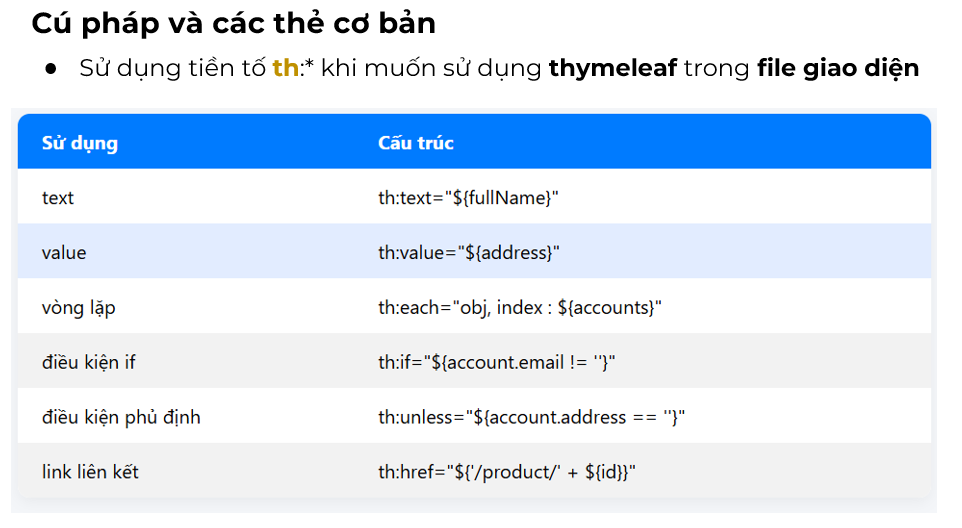 Cú pháp và các thẻ cơ bản
● Sử dụng tiền tố th:* khi muốn sử dụng thymeleaf trong file giao diện
Sử dụng Cấu trúc
text th:text="${fullName}"
value th:value="${address}"
vòng lặp th:each="obj, index : ${accounts}"
điều kiện if th:if="${account.email != ''}"
điều kiện phủ định th:unless="${account.address == ''}"
link liên kết th:href="${'/product/' + ${id}}"